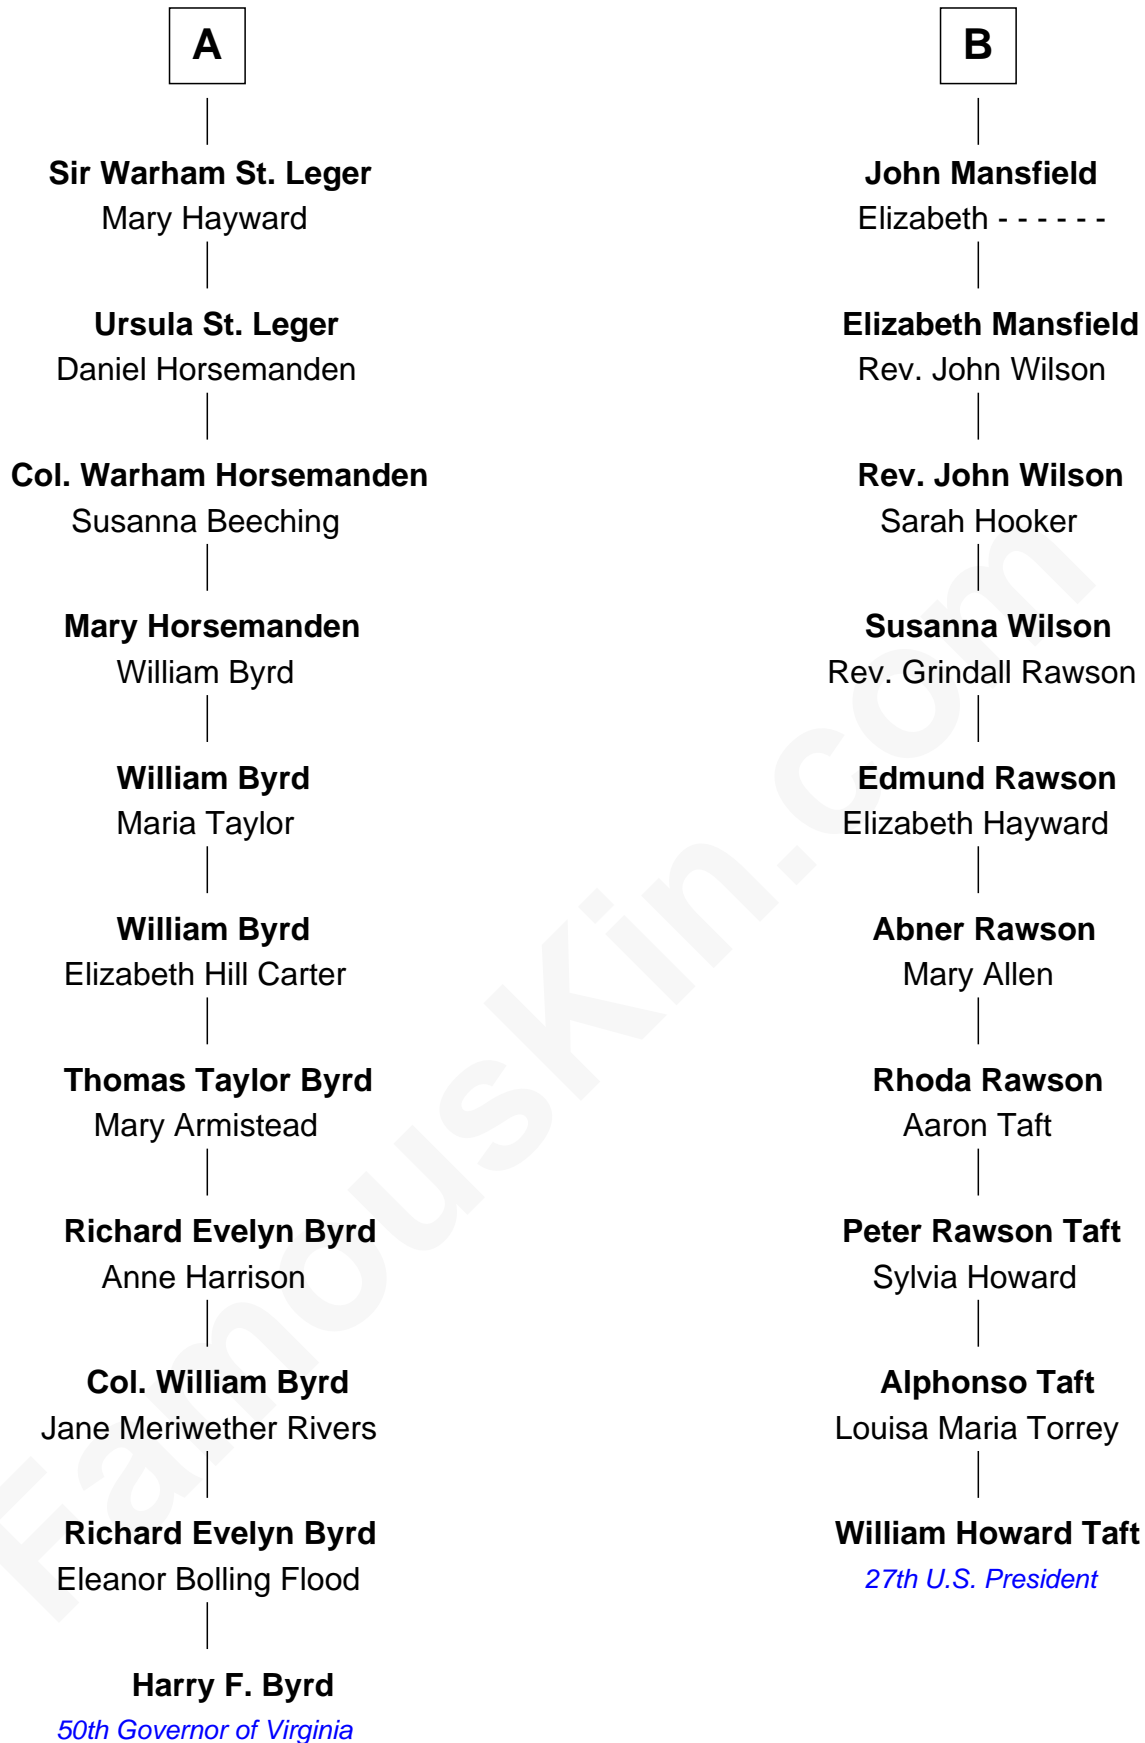 A
Sir Warham St. Leger
Mary Hayward
Ursula St. Leger
Daniel Horsemanden
Col. Warham Horsemanden
Susanna Beeching
Mary Horsemanden
William Byrd
William Byrd
Maria Taylor
William Byrd
Elizabeth Hill Carter
Thomas Taylor Byrd
Mary Armistead
Richard Evelyn Byrd
Anne Harrison
Col. William Byrd
Jane Meriwether Rivers
Richard Evelyn Byrd
Eleanor Bolling Flood
Harry F. Byrd
50th Governor of Virginia
B
John Mansfield
Elizabeth - - - - - -
Elizabeth Mansfield
Rev. John Wilson
Rev. John Wilson
Sarah Hooker
Susanna Wilson
Rev. Grindall Rawson
Edmund Rawson
Elizabeth Hayward
Abner Rawson
Mary Allen
Rhoda Rawson
Aaron Taft
Peter Rawson Taft
Sylvia Howard
Alphonso Taft
Louisa Maria Torrey
William Howard Taft
27th U.S. President
FamousKin.com